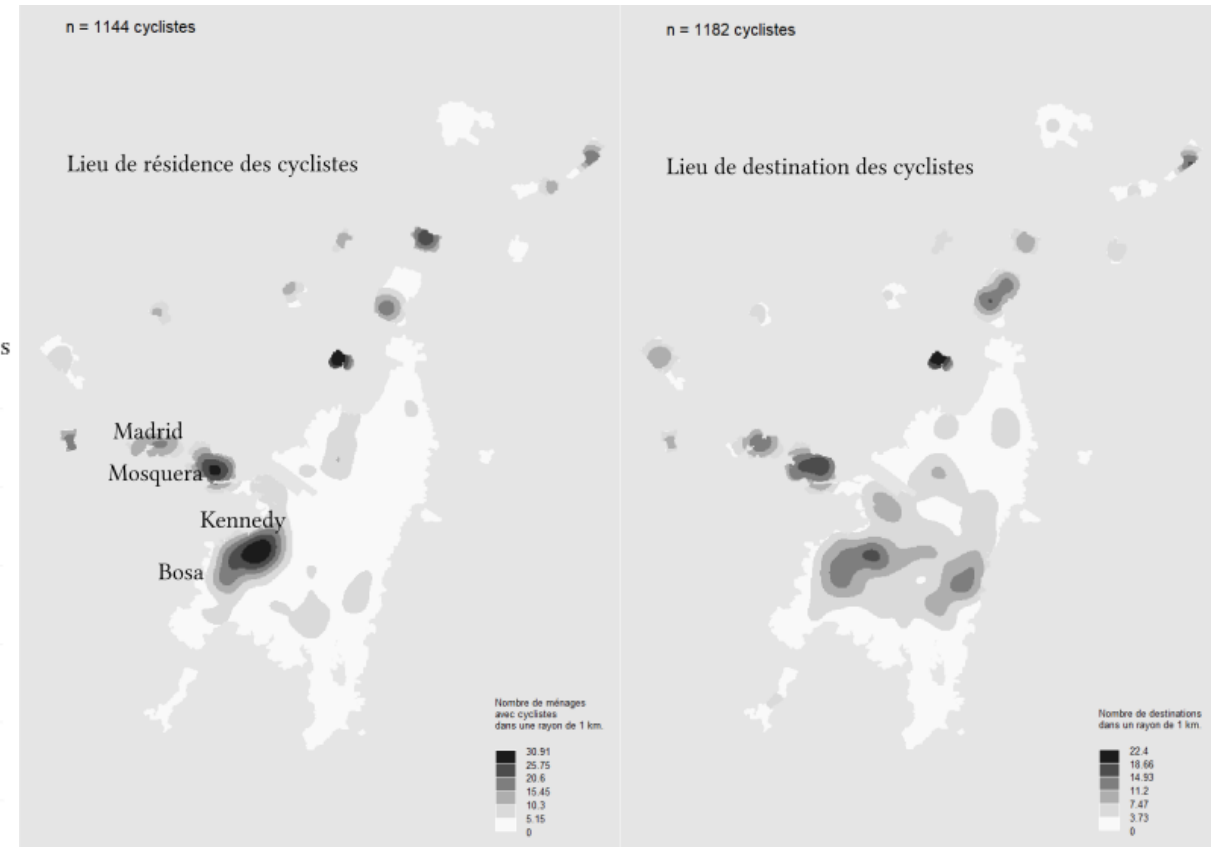 n = 1144 cyclistes
Lieu de résidence des cyclistes
s
Madrid
Mosquera
Kennedy
Bosa
Nombre de ménages
avec cyclistes
dans une rayon de 1 km.
30.91
25.75
20.6
15.45
10.3
5.15
0
n = 1182 cyclistes
Lieu de destination des cyclistes
Nombre de destinations
dans un rayon de 1 km.
22.4
18.66
14.93
11.2
7.47
3.73
0